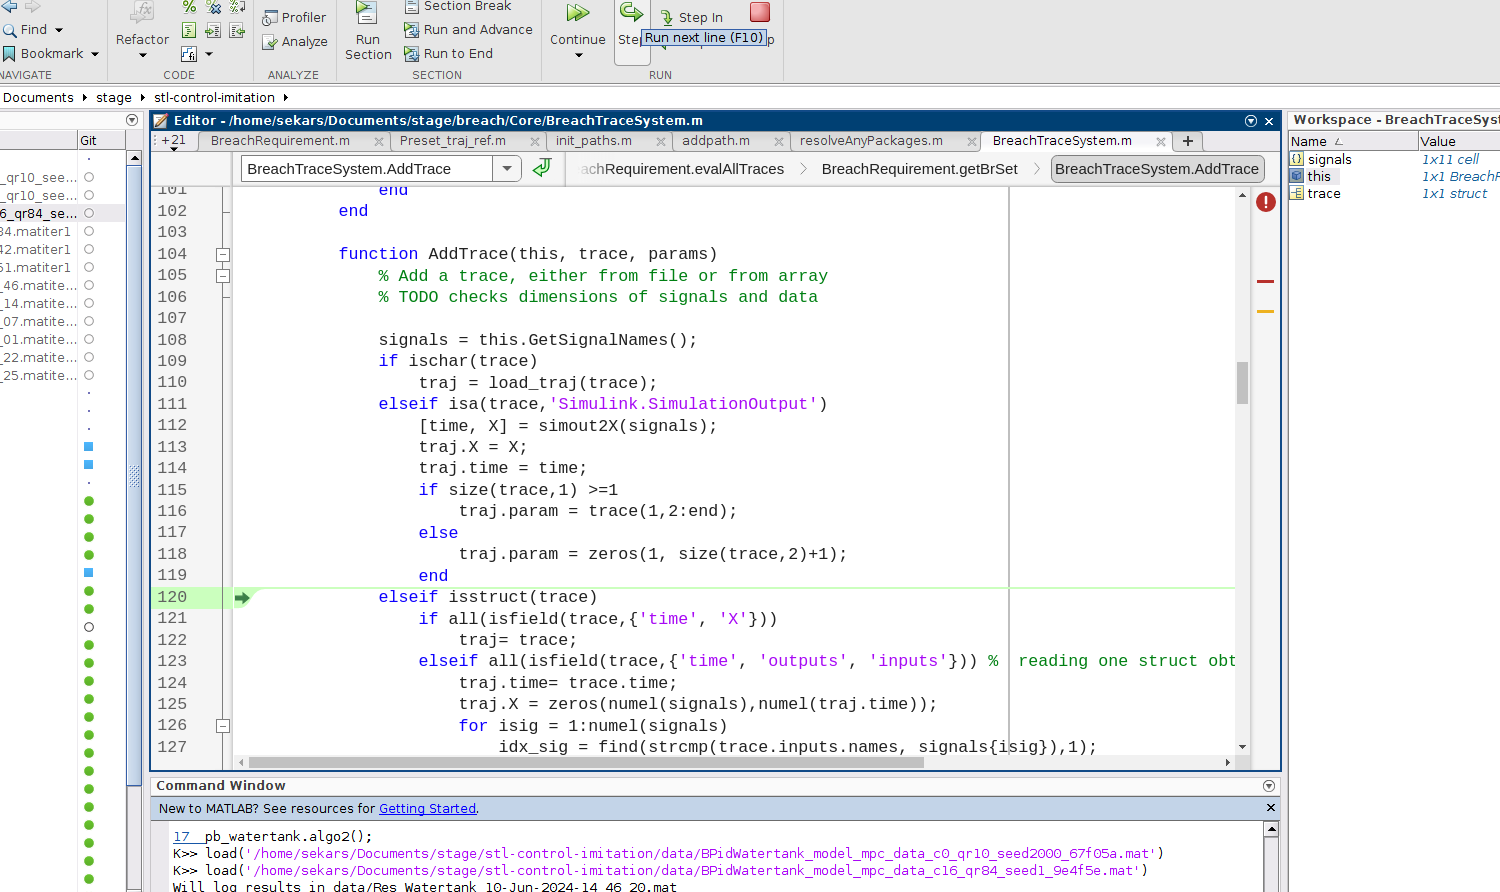 Find
Bookmark
NAVIGATE
Refactor
CODE
Profiler
Analyze
ANALYZE
Run
Section
Section Break
Run and Advance
Run to End
SECTION
Continue
Step
Step In
Run next line (F10)
RUN
Documents
stage
stl-control-imitation
Git
_qr10_see...
_qr10_see...
6_qr84_se...
34.matiter1
42.matiter1
51.matiter1
_46.matite...
_14.matite...
_07.matite...
_01.matite...
_22.matite...
_25.matite...
Editor - /home/sekars/Documents/stage/breach/Core/BreachTraceSystem.m
+21
BreachRequirement.m
Preset_traj_ref.m
init_paths.m
addpath.m
resolveAnyPackages.m
BreachTraceSystem.m
BreachTraceSystem.AddTrace
achRequirement.evalAllTraces
BreachRequirement.getBrSet
BreachTraceSystem.AddTrace
101 end
102 end
103
104 function AddTrace(this, trace, params)
105 % Add a trace, either from file or from array
106 % TODO checks dimensions of signals and data
107
108 signals = this.GetSignalNames();
109 if ischar(trace)
110 traj = load_traj(trace);
111 elseif isa(trace,'Simulink.SimulationOutput')
112 [time, X] = simout2X(signals);
113 traj.X = X;
114 traj.time = time;
115 if size(trace,1) >=1
116 traj.param = trace(1,2:end);
117 else
118 traj.param = zeros(1, size(trace,2)+1);
119 end
120 elseif isstruct(trace)
121 if all(isfield(trace,{'time', 'X'}))
122 traj= trace;
123 elseif all(isfield(trace,{'time', 'outputs', 'inputs'})) % reading one struct obt
124 traj.time= trace.time;
125 traj.X = zeros(numel(signals),numel(traj.time));
126 for isig = 1:numel(signals)
127 idx_sig = find(strcmp(trace.inputs.names, signals{isig}),1);
Workspace - BreachTraceSyst
Name Value
signals 1x11 cell
this 1x1 BreachR
trace 1x1 struct
Command Window
New to MATLAB? See resources for Getting Started.
17 pb_watertank.algo2();
K>> load('/home/sekars/Documents/stage/stl-control-imitation/data/BPidWatertank_model_mpc_data_c0_qr10_seed2000_67f05a.mat')
K>> load('/home/sekars/Documents/stage/stl-control-imitation/data/BPidWatertank_model_mpc_data_c16_qr84_seed1_9e4f5e.mat')
Will log results in data/Res_Watertank_10-Jun-2024-14_46_20.mat